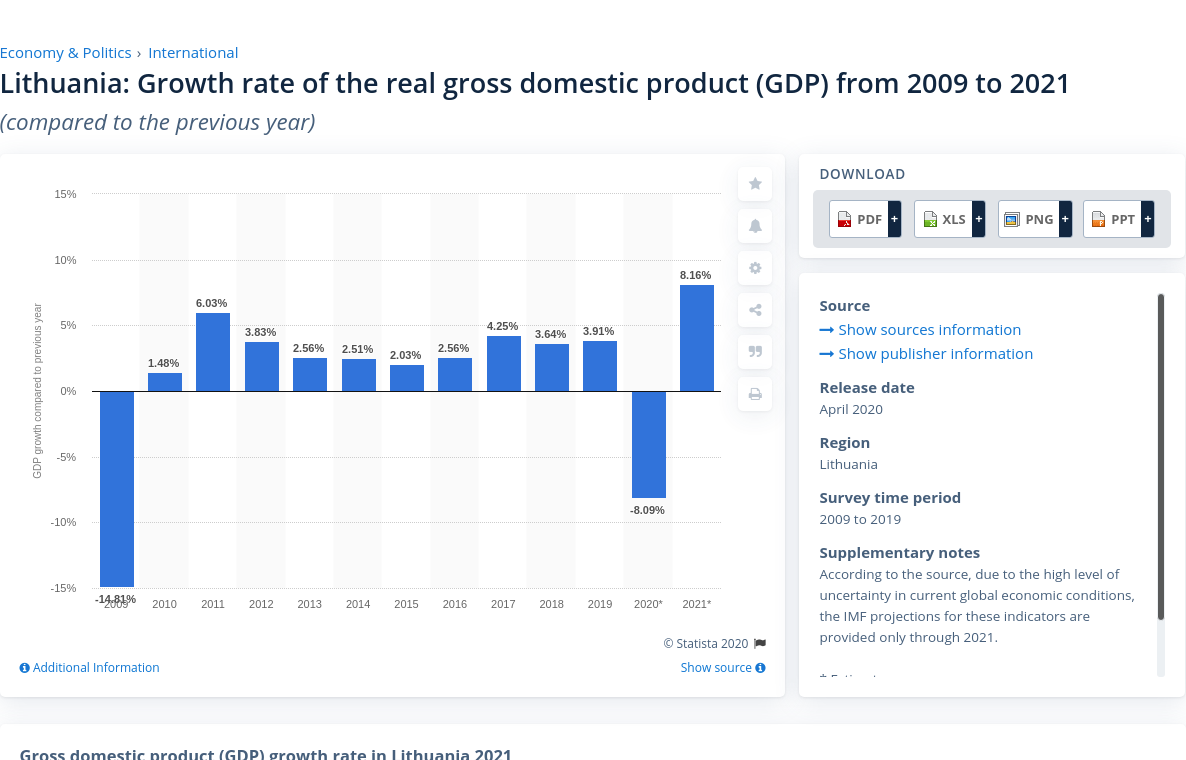 Economy & Politics › International
Lithuania: Growth rate of the real gross domestic product (GDP) from 2009 to 2021
(compared to the previous year)
15%
10%
5%
0%
-5%
-10%
-15%
GDP growth compared to previous year
-14.81%
1.48%
6.03%
3.83%
2.56%
2.51%
2.03%
2.56%
4.25%
3.64%
3.91%
-8.09%
8.16%
2009 2010 2011 2012 2013 2014 2015 2016 2017 2018 2019 2020* 2021*
© Statista 2020
Additional Information
Show source
DOWNLOAD
PDF + XLS + PNG + PPT +
Source
Show sources information
Show publisher information
Release date
April 2020
Region
Lithuania
Survey time period
2009 to 2019
Supplementary notes
According to the source, due to the high level of
uncertainty in current global economic conditions,
the IMF projections for these indicators are
provided only through 2021.
Gross domestic product (GDP) growth rate in Lithuania 2021